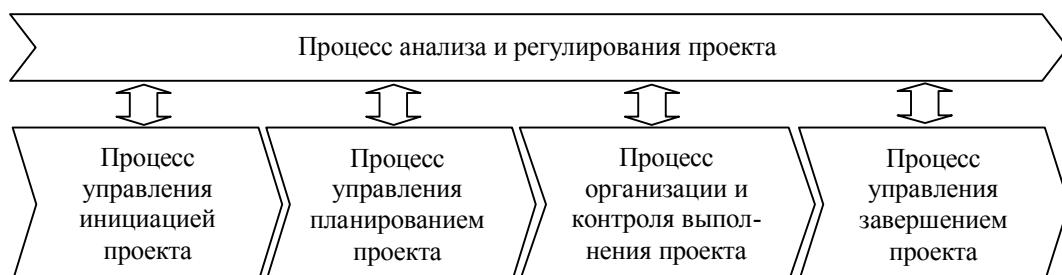 Процесс анализа и регулирования проекта
Процесс
управления
инициацией
проекта
Процесс
управления
планированием
проекта
Процесс
организации и
контроля выпол-
нения проекта
Процесс
управления
завершением
проекта